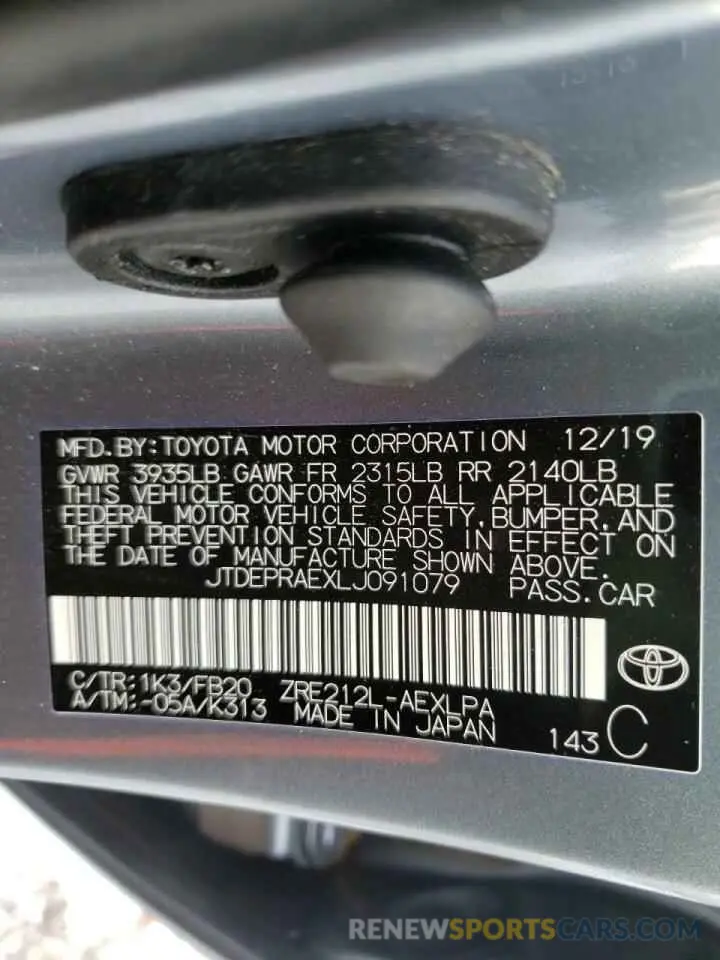 MFD.BY:TOYOTA MOTOR CORPORATION 12/19
GVWR 3935LB GAWR FR 2315LB RR 2140LB
THIS VEHICLE CONFORMS TO ALL APPLICABLE
FEDERAL MOTOR VEHICLE SAFETY,BUMPER,AND
THEFT PREVENTION STANDARDS IN EFFECT ON
THE DATE OF MANUFACTURE SHOWN ABOVE.
JTDEPRAEXLJ091079 PASS.CAR
C/TR:1K3/FB20 ZRE212L-AEXLPA
A/TM:-05A/K313 MADE IN JAPAN
143 C
RENEWSPORTSCARS.COM